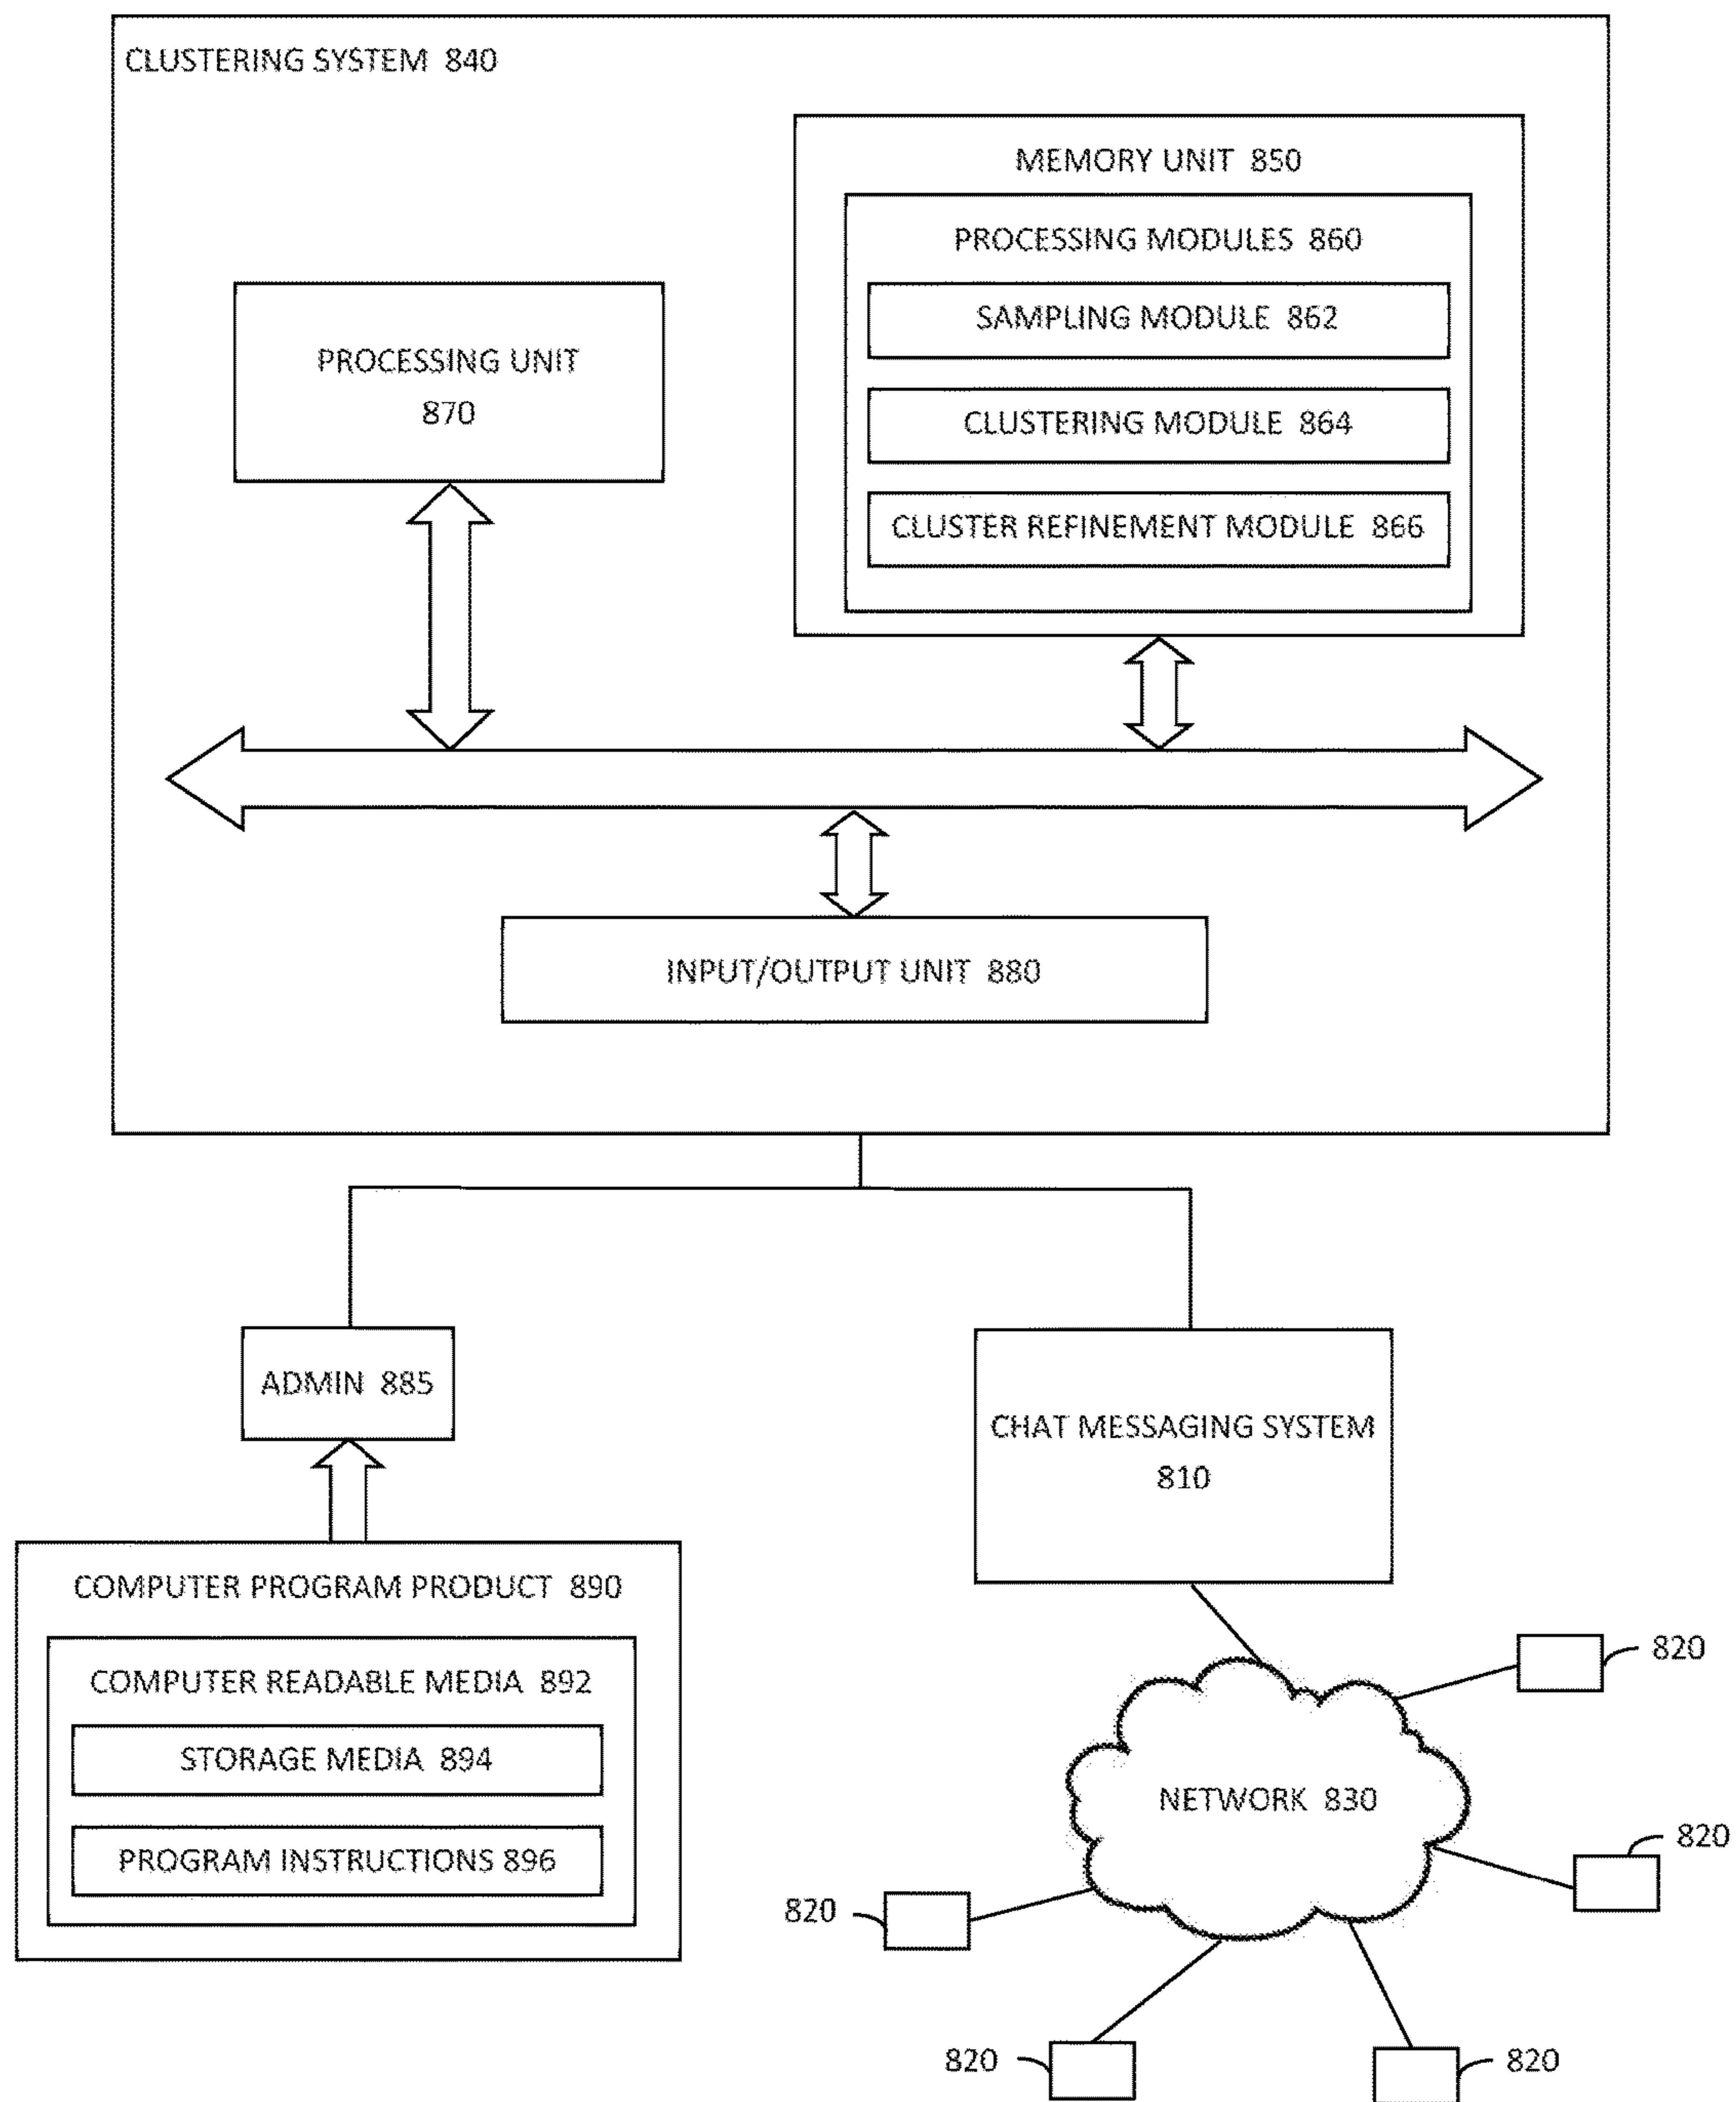 CLUSTERING SYSTEM 840
MEMORY UNIT 850
PROCESSING MODULES 860
SAMPLING MODULE 862
PROCESSING UNIT
870
CLUSTERING MODULE 864
CLUSTER REFINEMENT MODULE 866
INPUT/OUTPUT UNIT 880
ADMIN 885
CHAT MESSAGING SYSTEM
810
COMPUTER PROGRAM PRODUCT 890
COMPUTER READABLE MEDIA 892
STORAGE MEDIA 894
PROGRAM INSTRUCTIONS 896
NETWORK 830
820
820
820
820
820